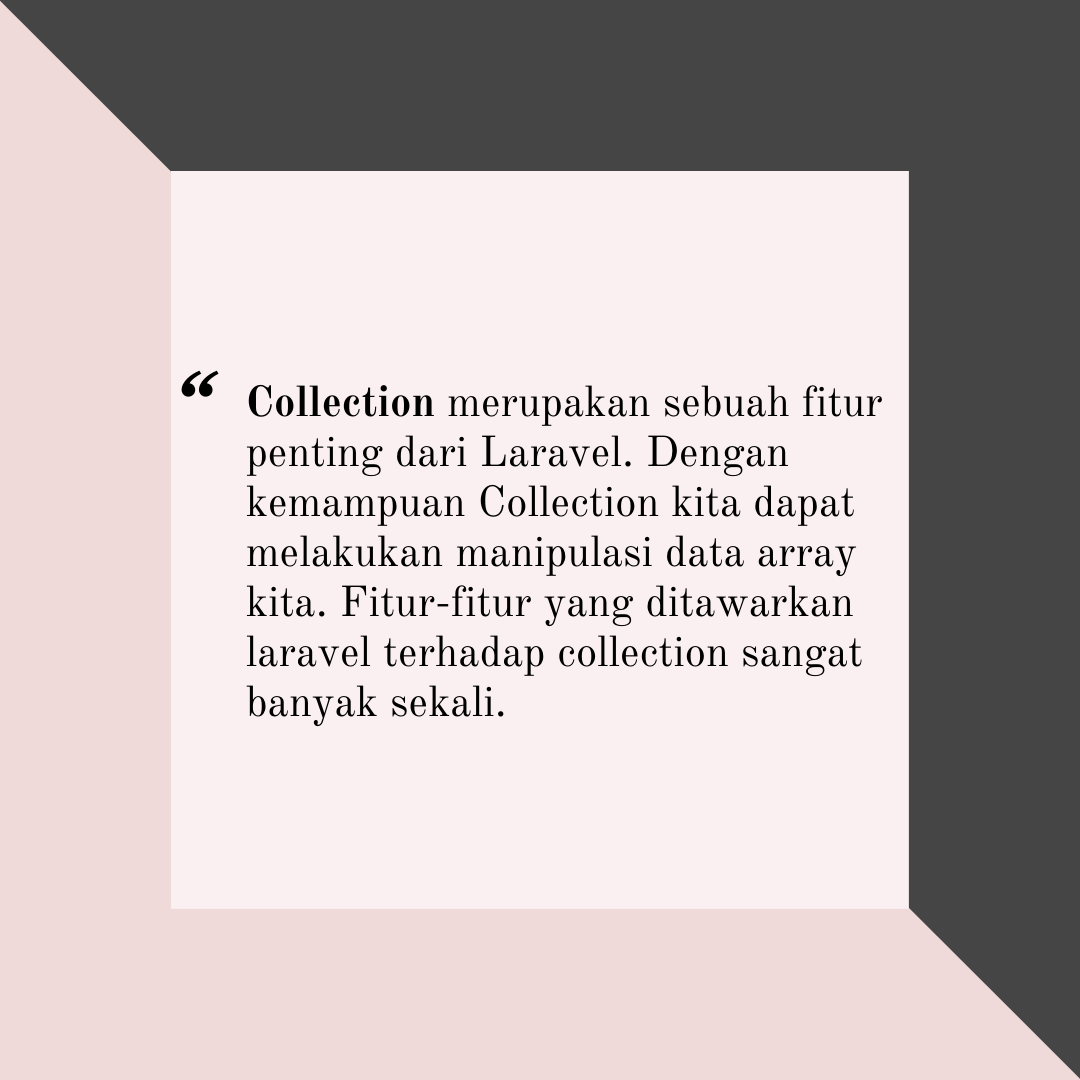 “ Collection merupakan sebuah fitur
penting dari Laravel. Dengan
kemampuan Collection kita dapat
melakukan manipulasi data array
kita. Fitur-fitur yang ditawarkan
laravel terhadap collection sangat
banyak sekali.